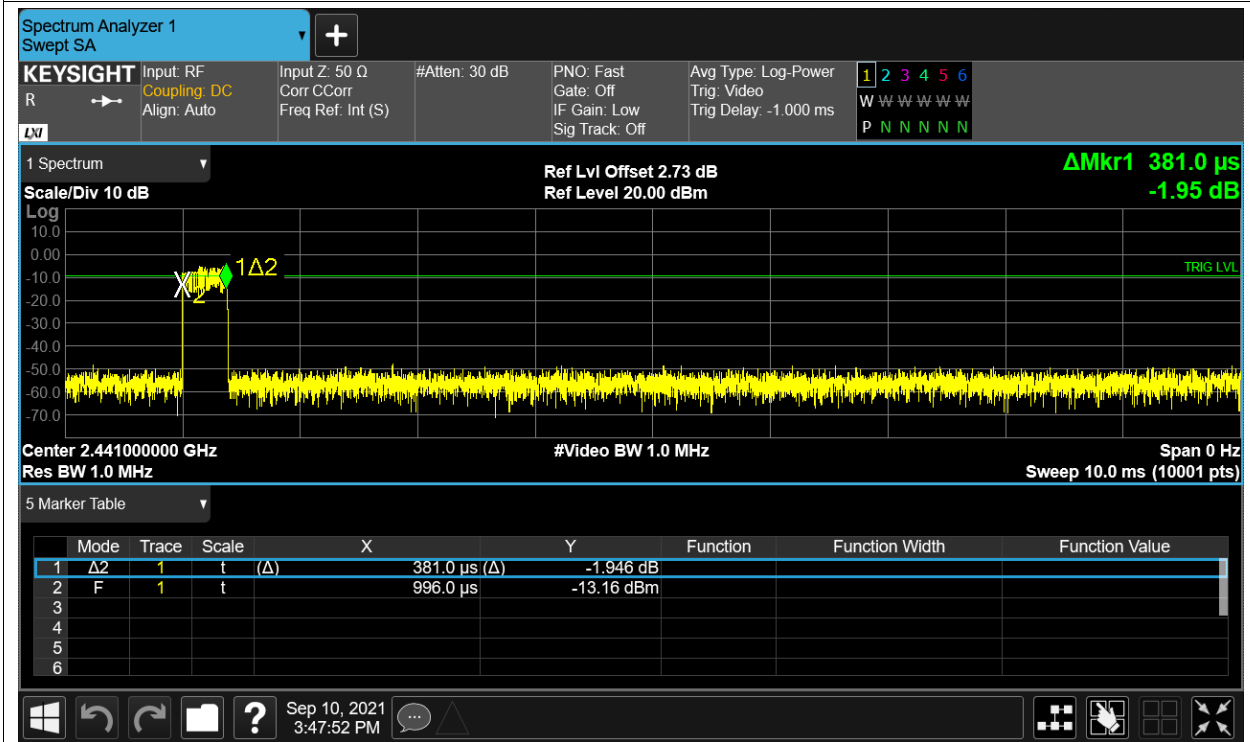 Spectrum Analyzer 1
Swept SA
KEYSIGHT Input: RF Input Z: 50 Ω #Atten: 30 dB PNO: Fast Avg Type: Log-Power 1 2 3 4 5 6
R Coupling: DC Corr CCorr Gate: Off Trig: Video W W W W W W
Align: Auto Freq Ref: Int (S) IF Gain: Low Trig Delay: -1.000 ms
LXI Sig Track: Off P N N N N N
1 Spectrum Ref Lvl Offset 2.73 dB ΔMkr1 381.0 µs
Scale/Div 10 dB Ref Level 20.00 dBm -1.95 dB
Log
10.0
0.00
1Δ2
TRIG LVL
-10.0
2
-20.0
-30.0
-40.0
-50.0
-60.0
-70.0
Center 2.441000000 GHz #Video BW 1.0 MHz Span 0 Hz
Res BW 1.0 MHz Sweep 10.0 ms (10001 pts)
5 Marker Table
Mode Trace Scale X Y Function Function Width Function Value
1 Δ2 1 t (Δ) 381.0 µs (Δ) -1.946 dB
2 F 1 t 996.0 µs -13.16 dBm
3
4
5
6
? Sep 10, 2021
3:47:52 PM